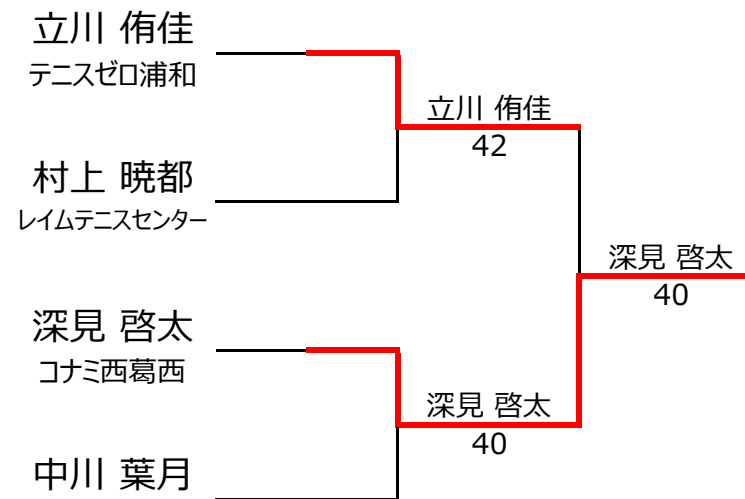 立川 侑佳
テニスゼロ浦和
立川 侑佳
42
村上 暁都
レイムテニスセンター
深見 啓太
40
深見 啓太
コナミ西葛西
深見 啓太
40
中川 葉月